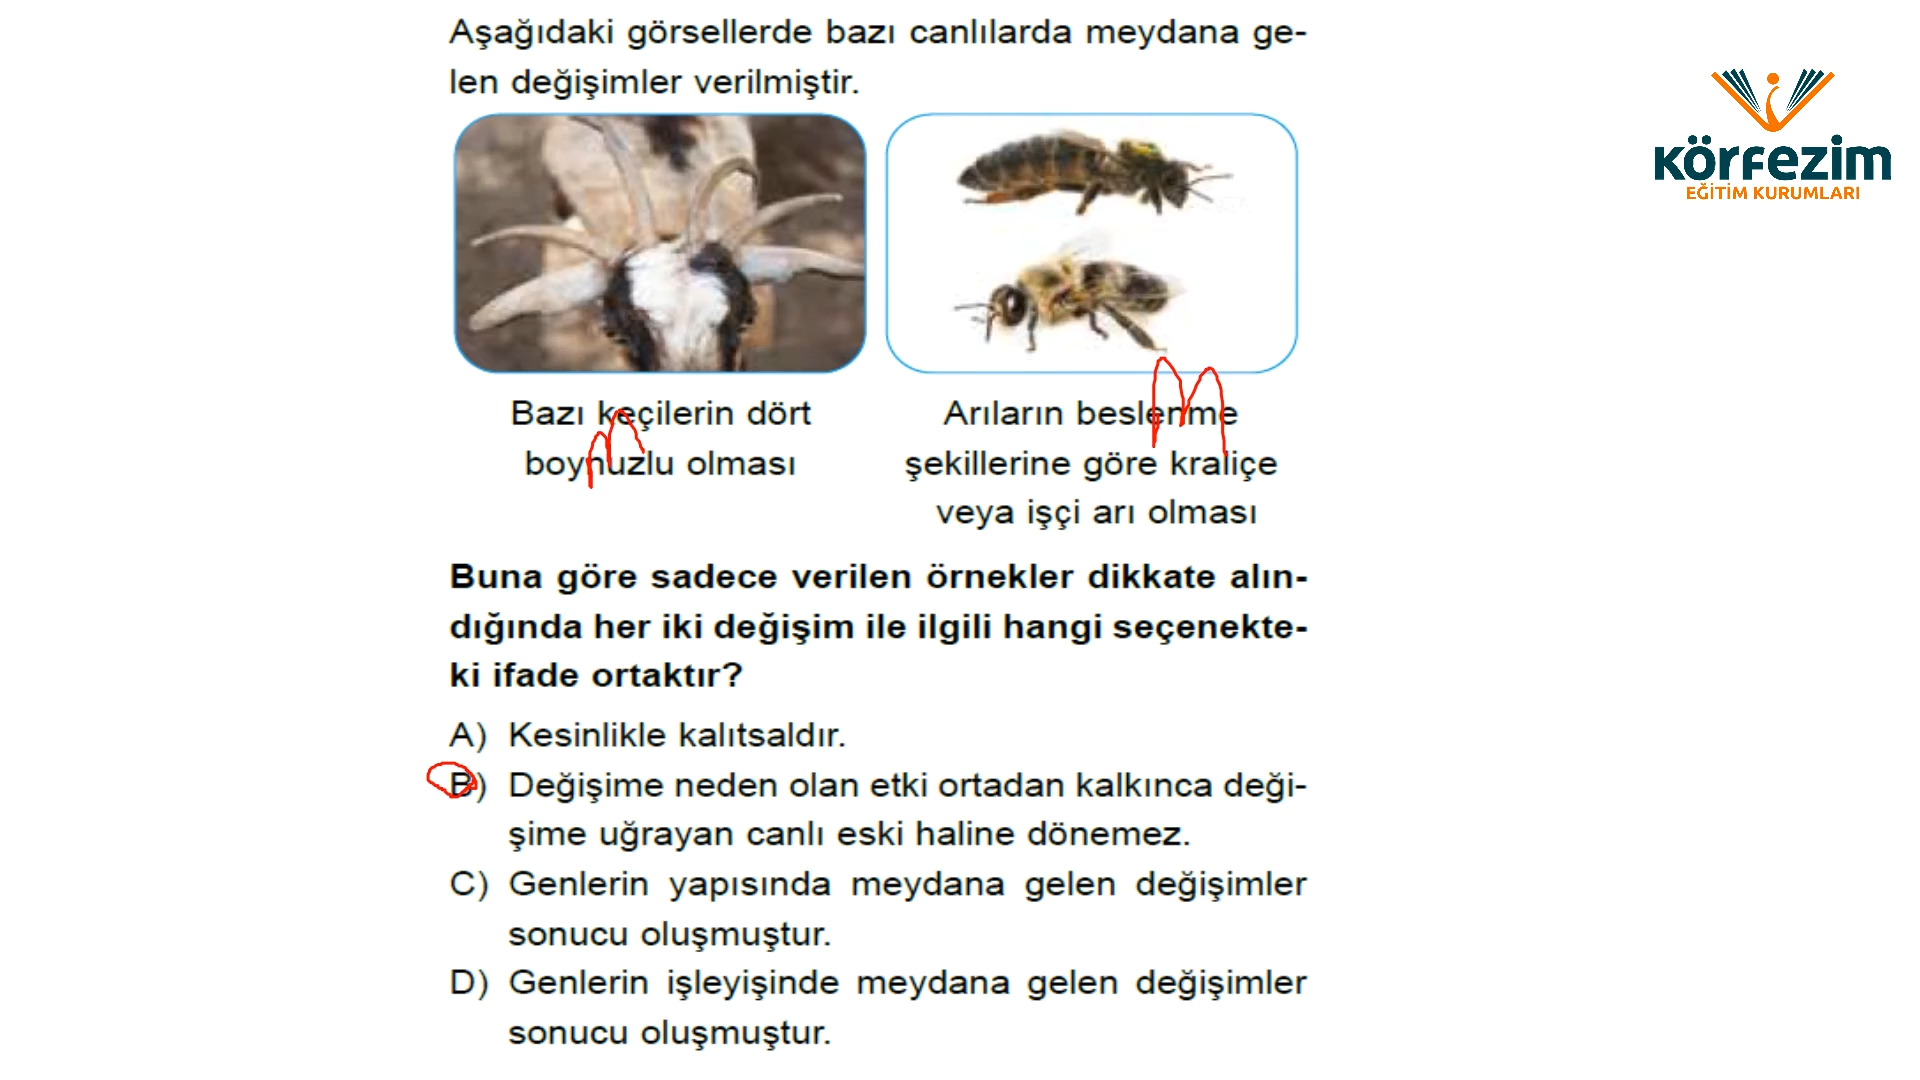 Aşağıdaki görsellerde bazı canlılarda meydana ge-
len değişimler verilmiştir.
körfezim
EĞİTİM KURUMLARI
Bazı keçilerin dört
boynuzlu olması
m
Arıların beslenme
şekillerine göre kraliçe
veya işçi arı olması
m
Buna göre sadece verilen örnekler dikkate alın-
dığında her iki değişim ile ilgili hangi seçenekte-
ki ifade ortaktır?
A) Kesinlikle kalıtsaldır.
B) Değişime neden olan etki ortadan kalkınca deği-
şime uğrayan canlı eski haline dönemez.
C) Genlerin yapısında meydana gelen değişimler
sonucu oluşmuştur.
D) Genlerin işleyişinde meydana gelen değişimler
sonucu oluşmuştur.